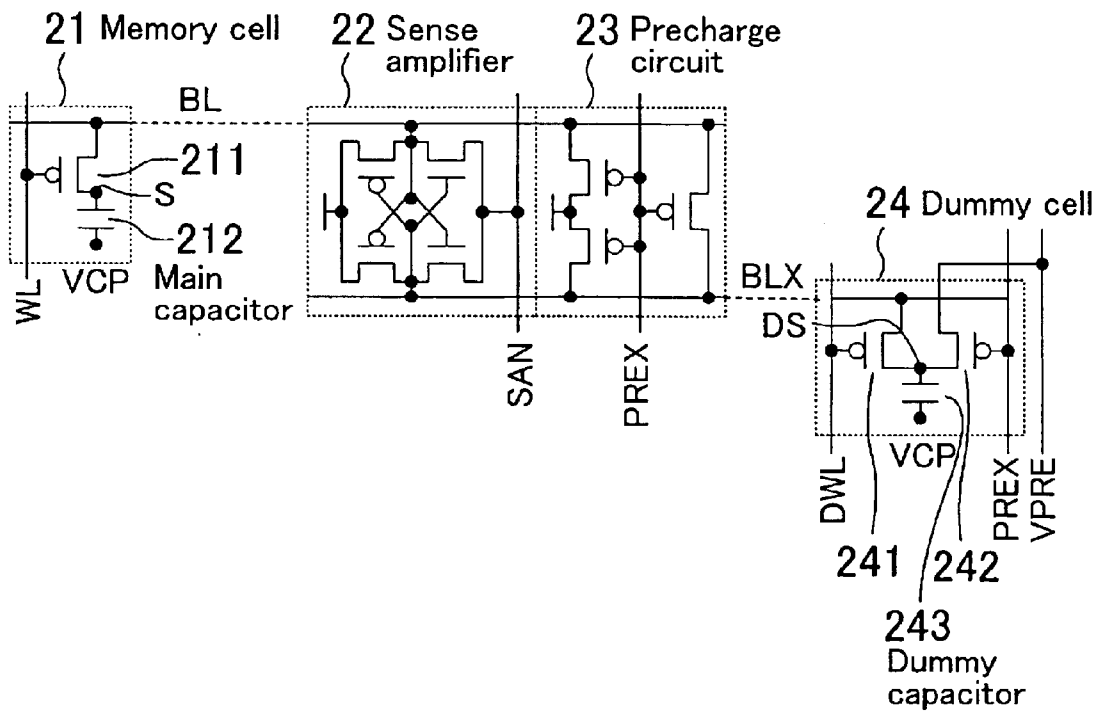 21 Memory cell
22 Sense
amplifier
23 Precharge
circuit
BL
211
S
212
VCP
Main
capacitor
WL
SAN
PREX
24 Dummy cell
BLX
DS
VCP
DWL
PREX
VPRE
241
242
243
Dummy
capacitor